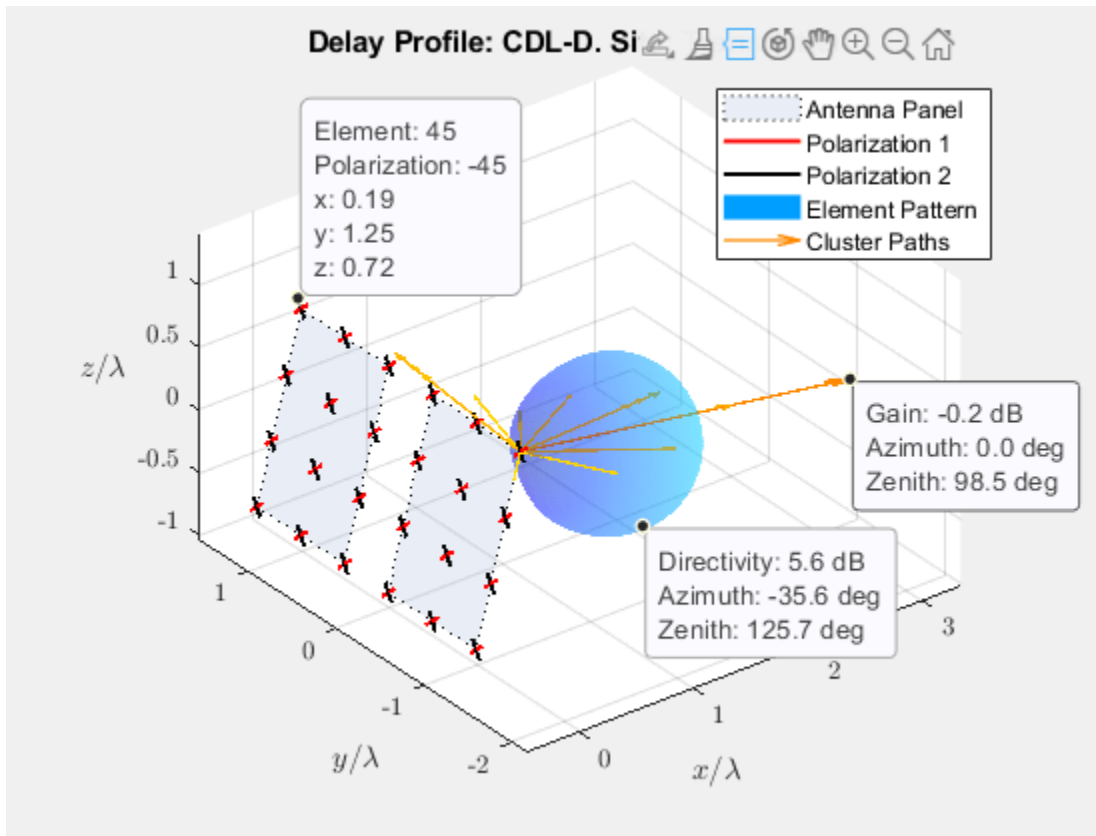 Delay Profile: CDL-D. Si
Element: 45
Polarization: -45
x: 0.19
y: 1.25
z: 0.72
Antenna Panel
Polarization 1
Polarization 2
Element Pattern
Cluster Paths
Gain: -0.2 dB
Azimuth: 0.0 deg
Zenith: 98.5 deg
Directivity: 5.6 dB
Azimuth: -35.6 deg
Zenith: 125.7 deg
z/λ
1
0.5
0
-0.5
-1
y/λ
1
0
-1
-2
x/λ
0
1
2
3